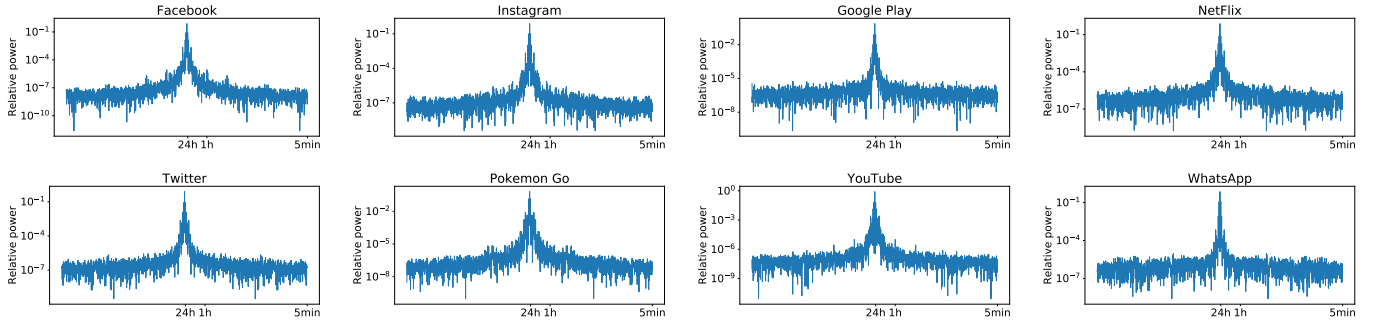 Facebook
Instagram
Google Play
NetFlix
Relative power
10⁻¹
10⁻⁴
10⁻⁷
10⁻¹⁰
24h 1h
5min
Relative power
10⁻¹
10⁻⁴
10⁻⁷
24h 1h
5min
Relative power
10⁻²
10⁻⁵
10⁻⁸
24h 1h
5min
Relative power
10⁻¹
10⁻⁴
10⁻⁷
24h 1h
5min
Twitter
Pokemon Go
YouTube
WhatsApp
Relative power
10⁻¹
10⁻⁴
10⁻⁷
24h 1h
5min
Relative power
10⁻²
10⁻⁵
10⁻⁸
24h 1h
5min
Relative power
10⁰
10⁻³
10⁻⁶
10⁻⁹
24h 1h
5min
Relative power
10⁻¹
10⁻⁴
10⁻⁷
24h 1h
5min